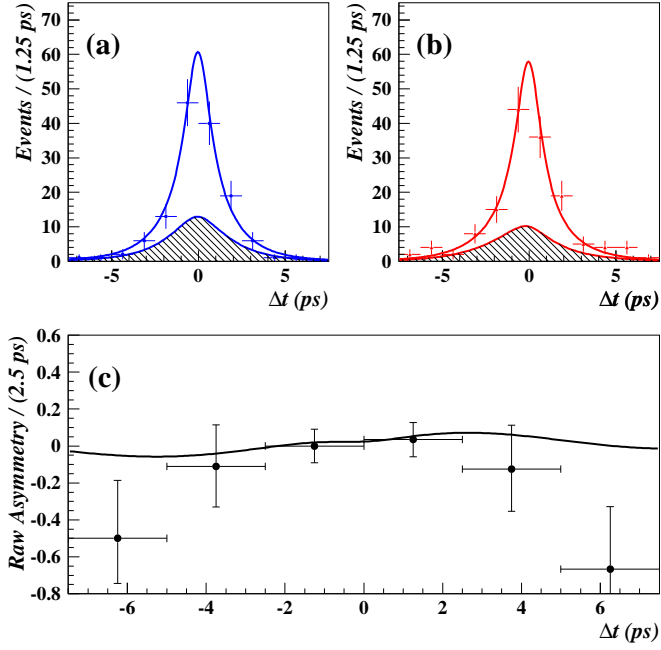 (a)
Events / (1.25 ps)
70
60
50
40
30
20
10
0
-5 0 5
Δt (ps)
(b)
Events / (1.25 ps)
70
60
50
40
30
20
10
0
-5 0 5
Δt (ps)
(c)
Raw Asymmetry / (2.5 ps)
0.6
0.4
0.2
0
-0.2
-0.4
-0.6
-0.8
-6 -4 -2 0 2 4 6
Δt (ps)